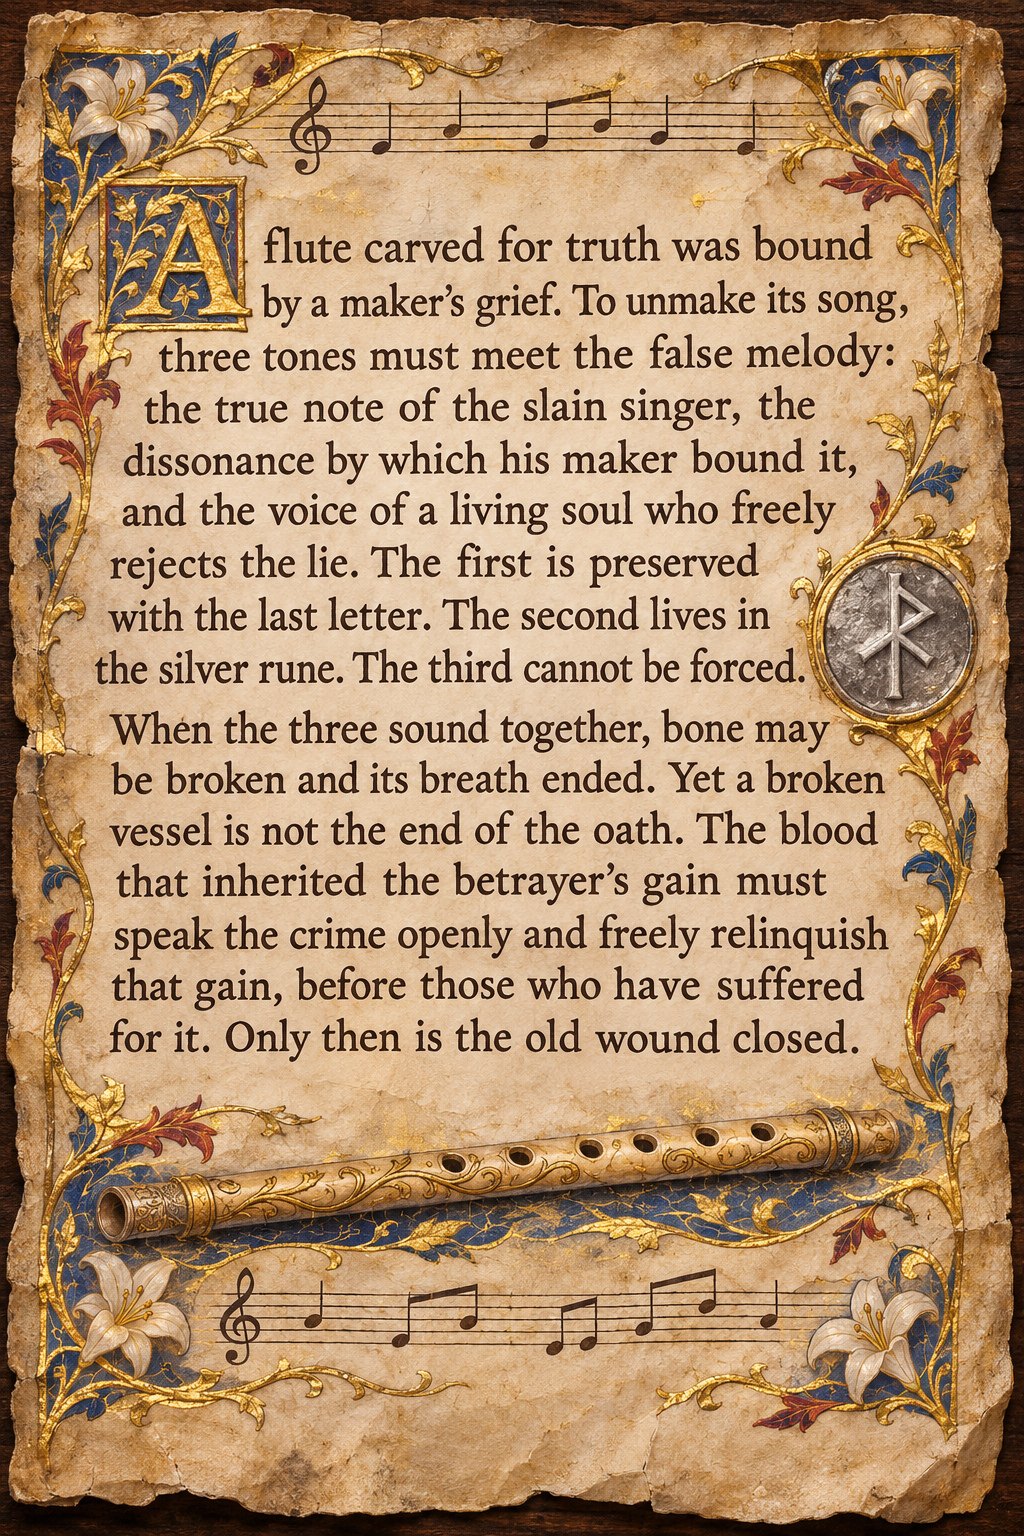 A flute carved for truth was bound
by a maker's grief. To unmake its song,
three tones must meet the false melody:
the true note of the slain singer, the
dissonance by which his maker bound it,
and the voice of a living soul who freely
rejects the lie. The first is preserved
with the last letter. The second lives in
the silver rune. The third cannot be forced.
When the three sound together, bone may
be broken and its breath ended. Yet a broken
vessel is not the end of the oath. The blood
that inherited the betrayer's gain must
speak the crime openly and freely relinquish
that gain, before those who have suffered
for it. Only then is the old wound closed.